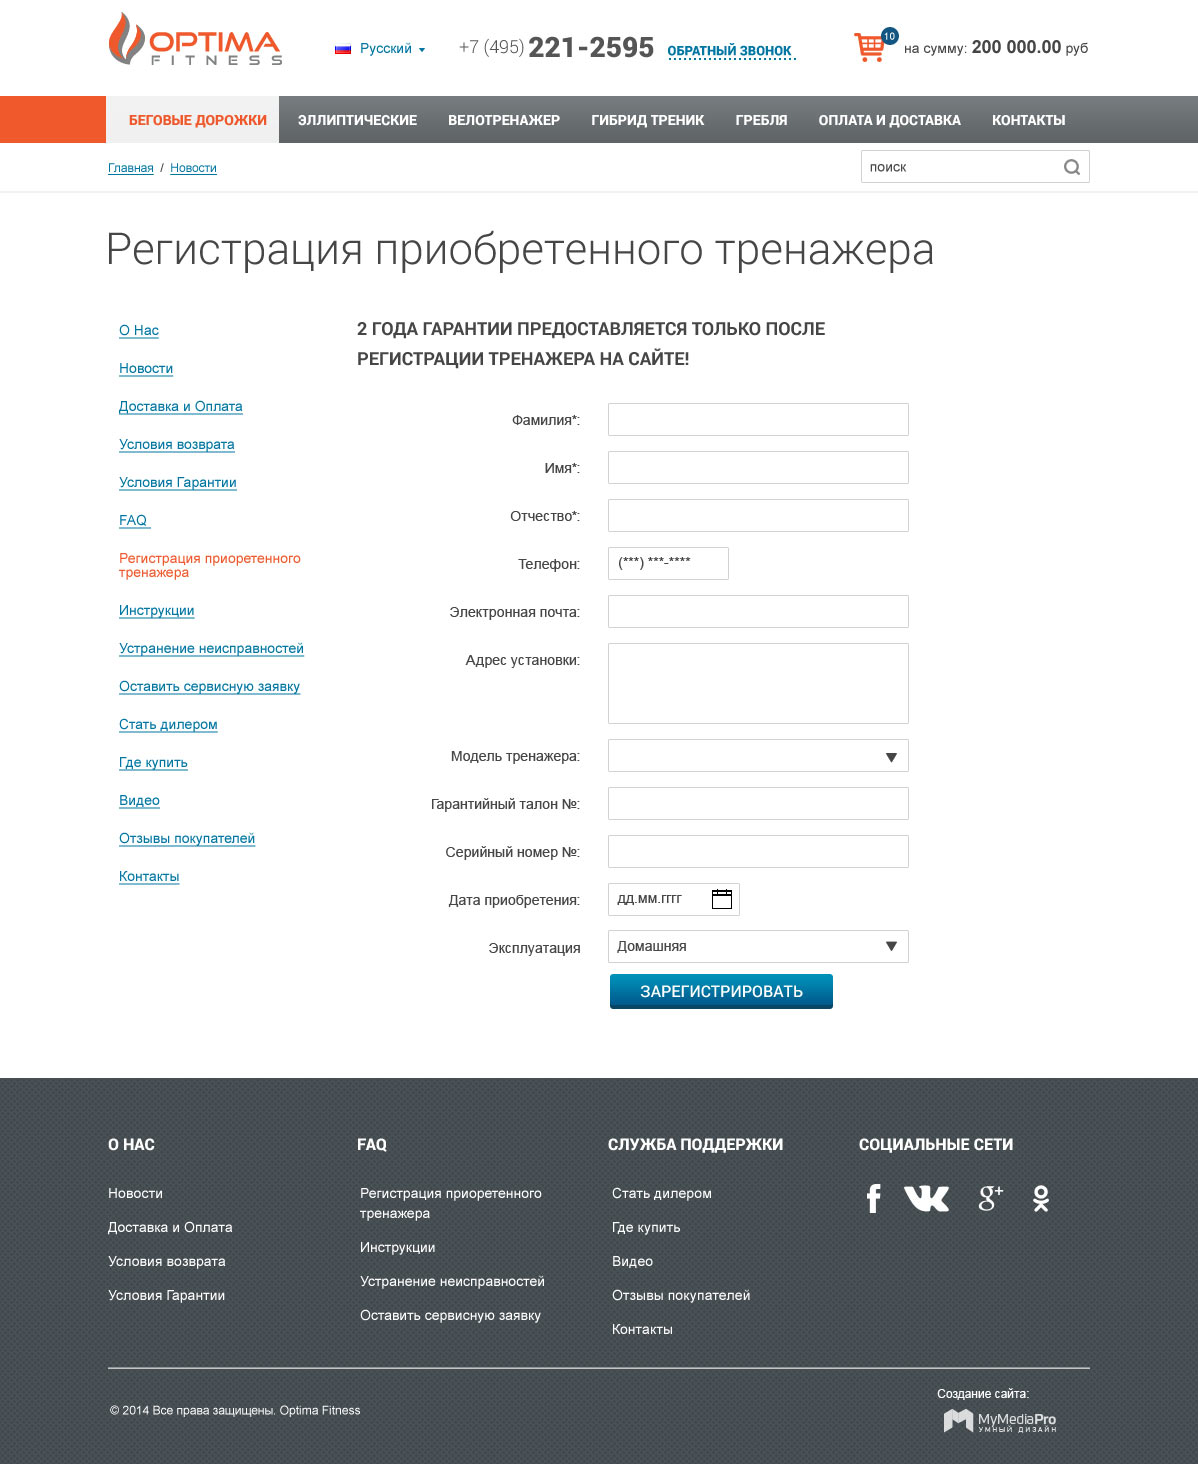 OPTIMA
FITNESS
Русский
+7 (495) 221-2595
ОБРАТНЫЙ ЗВОНОК
10
на сумму: 200 000.00 руб
БЕГОВЫЕ ДОРОЖКИ
ЭЛЛИПТИЧЕСКИЕ
ВЕЛОТРЕНАЖЕР
ГИБРИД ТРЕНИК
ГРЕБЛЯ
ОПЛАТА И ДОСТАВКА
КОНТАКТЫ
Главная / Новости
поиск
Регистрация приобретенного тренажера
О Нас
Новости
Доставка и Оплата
Условия возврата
Условия Гарантии
FAQ
Регистрация приоретенного
тренажера
Инструкции
Устранение неисправностей
Оставить сервисную заявку
Стать дилером
Где купить
Видео
Отзывы покупателей
Контакты
2 ГОДА ГАРАНТИИ ПРЕДОСТАВЛЯЕТСЯ ТОЛЬКО ПОСЛЕ
РЕГИСТРАЦИИ ТРЕНАЖЕРА НА САЙТЕ!
Фамилия*:
Имя*:
Отчество*:
Телефон:
(***) ***-****
Электронная почта:
Адрес установки:
Модель тренажера:
Гарантийный талон №:
Серийный номер №:
Дата приобретения:
дд.мм.гггг
Эксплуатация
Домашняя
ЗАРЕГИСТРИРОВАТЬ
О НАС
Новости
Доставка и Оплата
Условия возврата
Условия Гарантии
FAQ
Регистрация приоретенного
тренажера
Инструкции
Устранение неисправностей
Оставить сервисную заявку
СЛУЖБА ПОДДЕРЖКИ
Стать дилером
Где купить
Видео
Отзывы покупателей
Контакты
СОЦИАЛЬНЫЕ СЕТИ
© 2014 Все права защищены. Optima Fitness
Создание сайта:
MyMediaPro
УМНЫЙ ДИЗАЙН